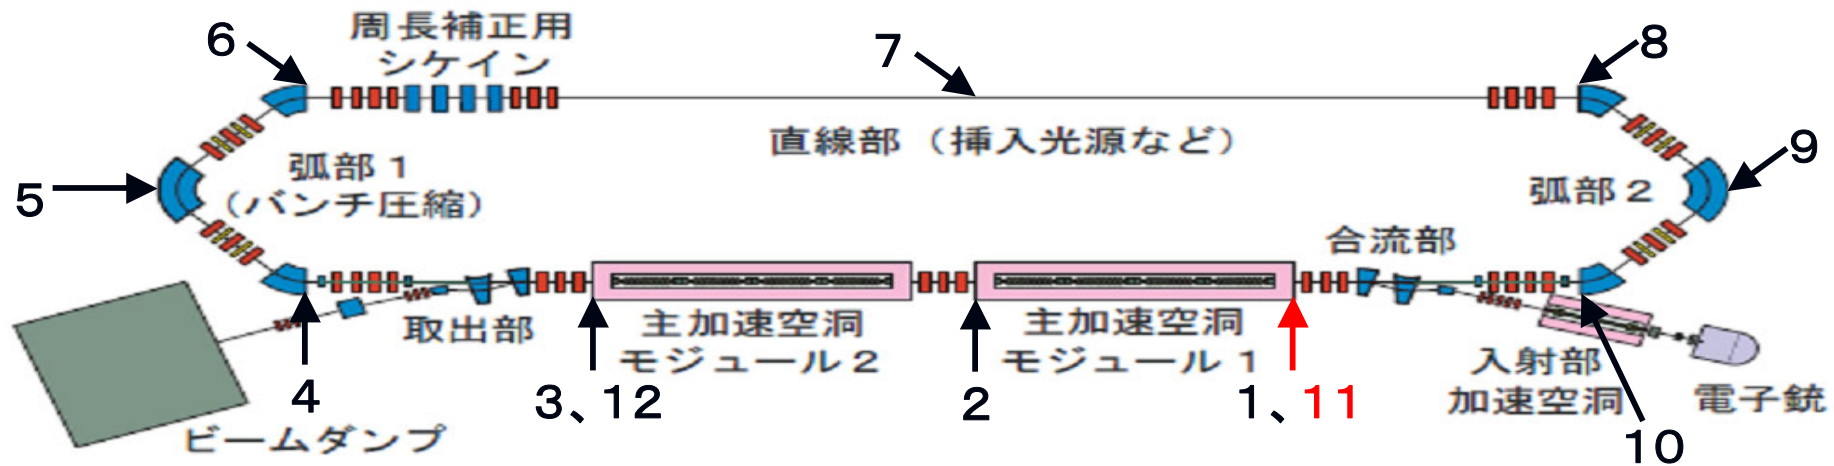 6
周長補正用
シケイン
7
8
直線部（挿入光源など）
9
5
弧部１
（バンチ圧縮）
弧部２
合流部
取出部
主加速空洞
モジュール２
主加速空洞
モジュール１
入射部
加速空洞
電子銃
4
3、12
2
1、11
10
ビームダンプ